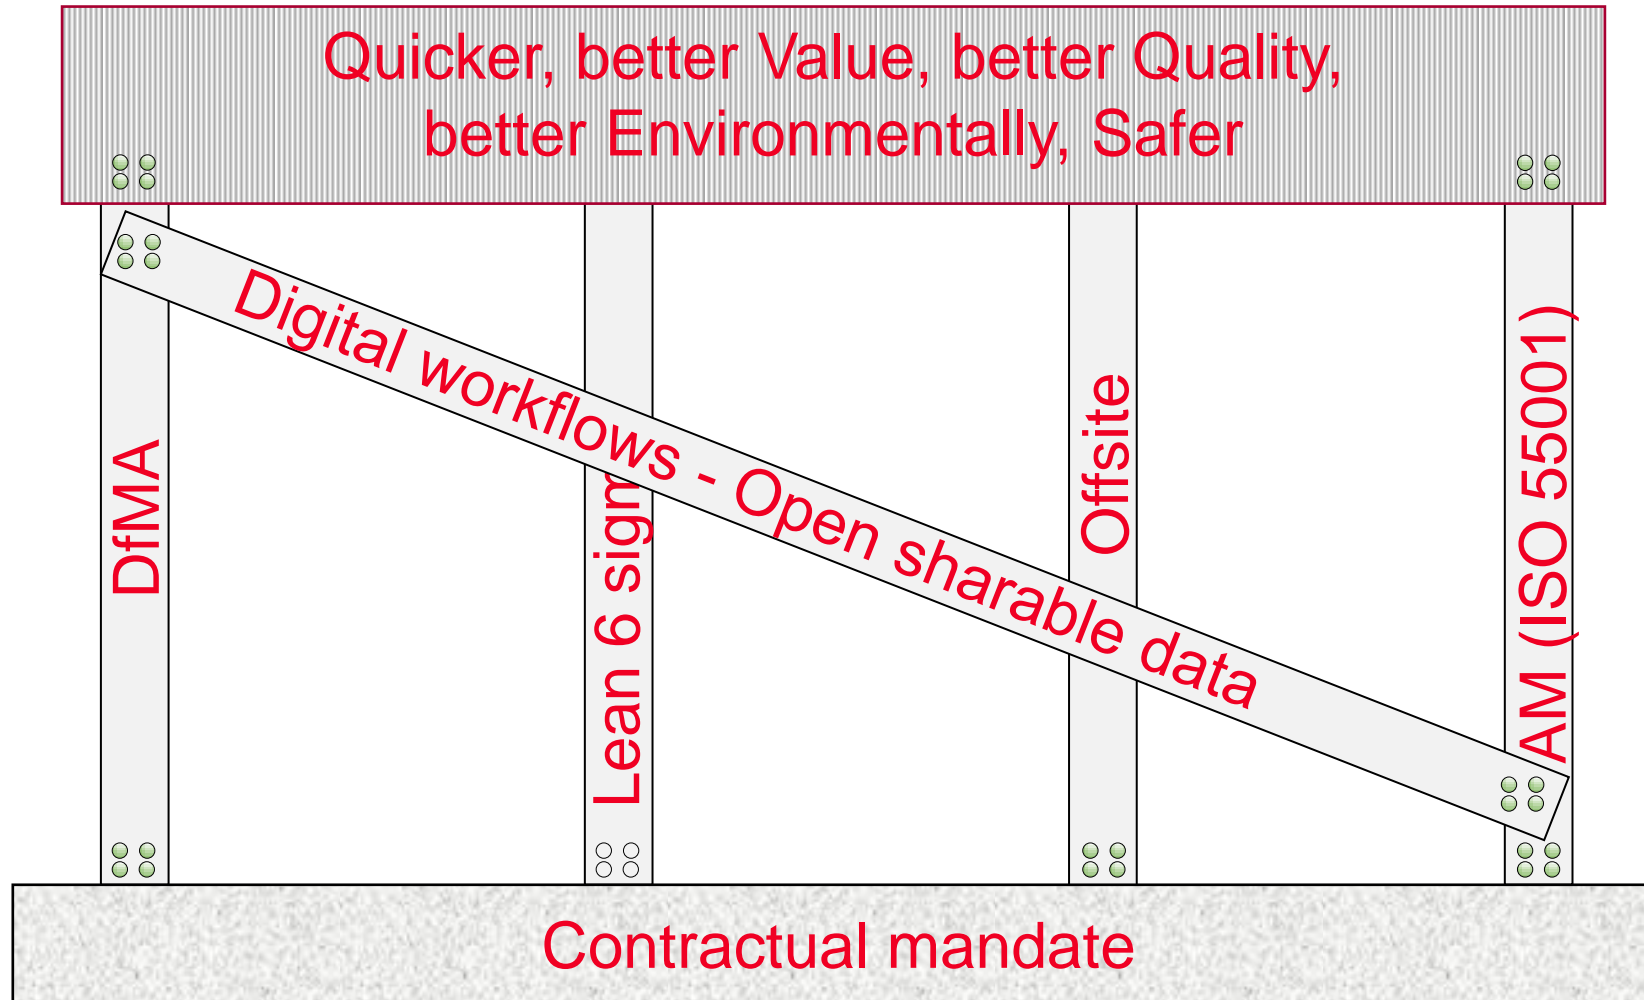 Quicker, better Value, better Quality,
better Environmentally, Safer
Digital workflows - Open sharable data
DfMA
Lean 6 sigm
Offsite
AM (ISO 55001)
Contractual mandate